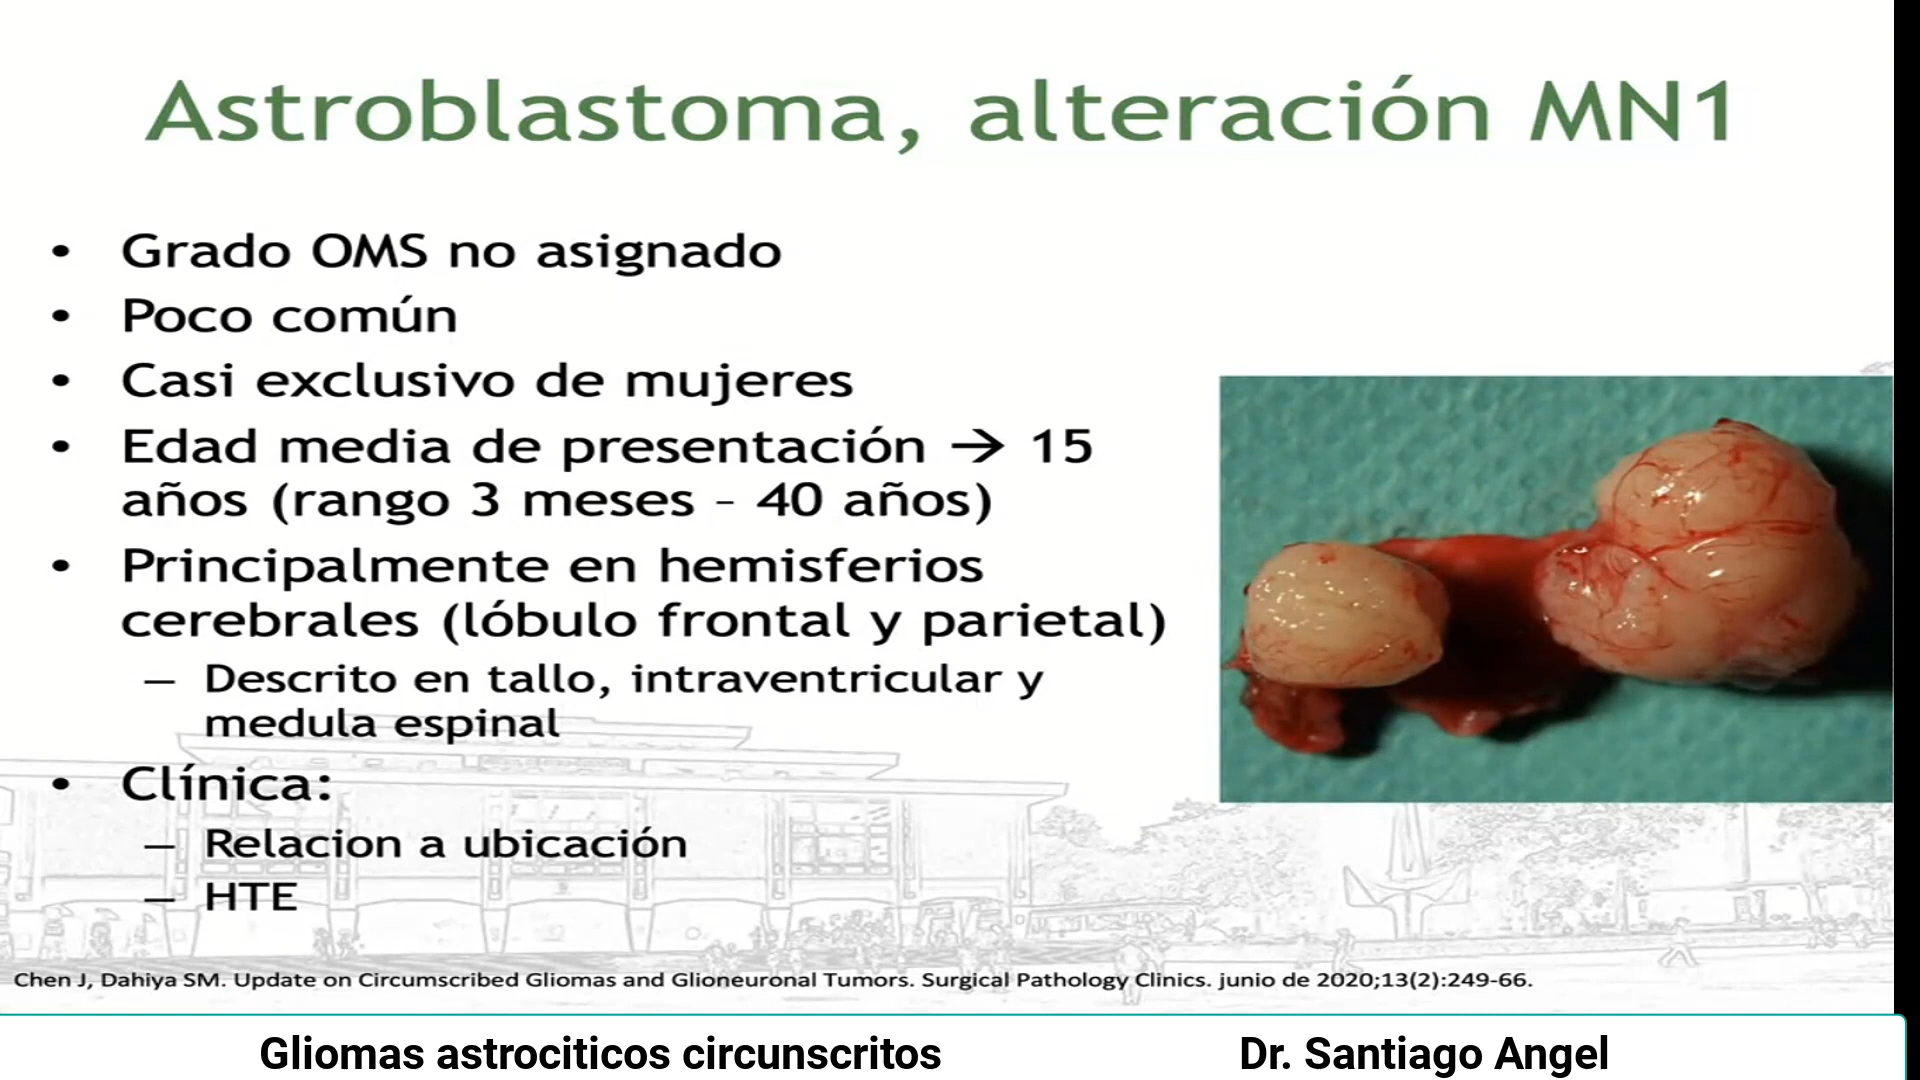 Astroblastoma, alteración MN1
• Grado OMS no asignado
• Poco común
• Casi exclusivo de mujeres
• Edad media de presentación → 15
años (rango 3 meses – 40 años)
• Principalmente en hemisferios
cerebrales (lóbulo frontal y parietal)
– Descrito en tallo, intraventricular y
medula espinal
• Clínica:
– Relacion a ubicación
– HTE
Chen J, Dahiya SM. Update on Circumscribed Gliomas and Glioneuronal Tumors. Surgical Pathology Clinics. junio de 2020;13(2):249-66.
Gliomas astrociticos circunscritos
Dr. Santiago Angel